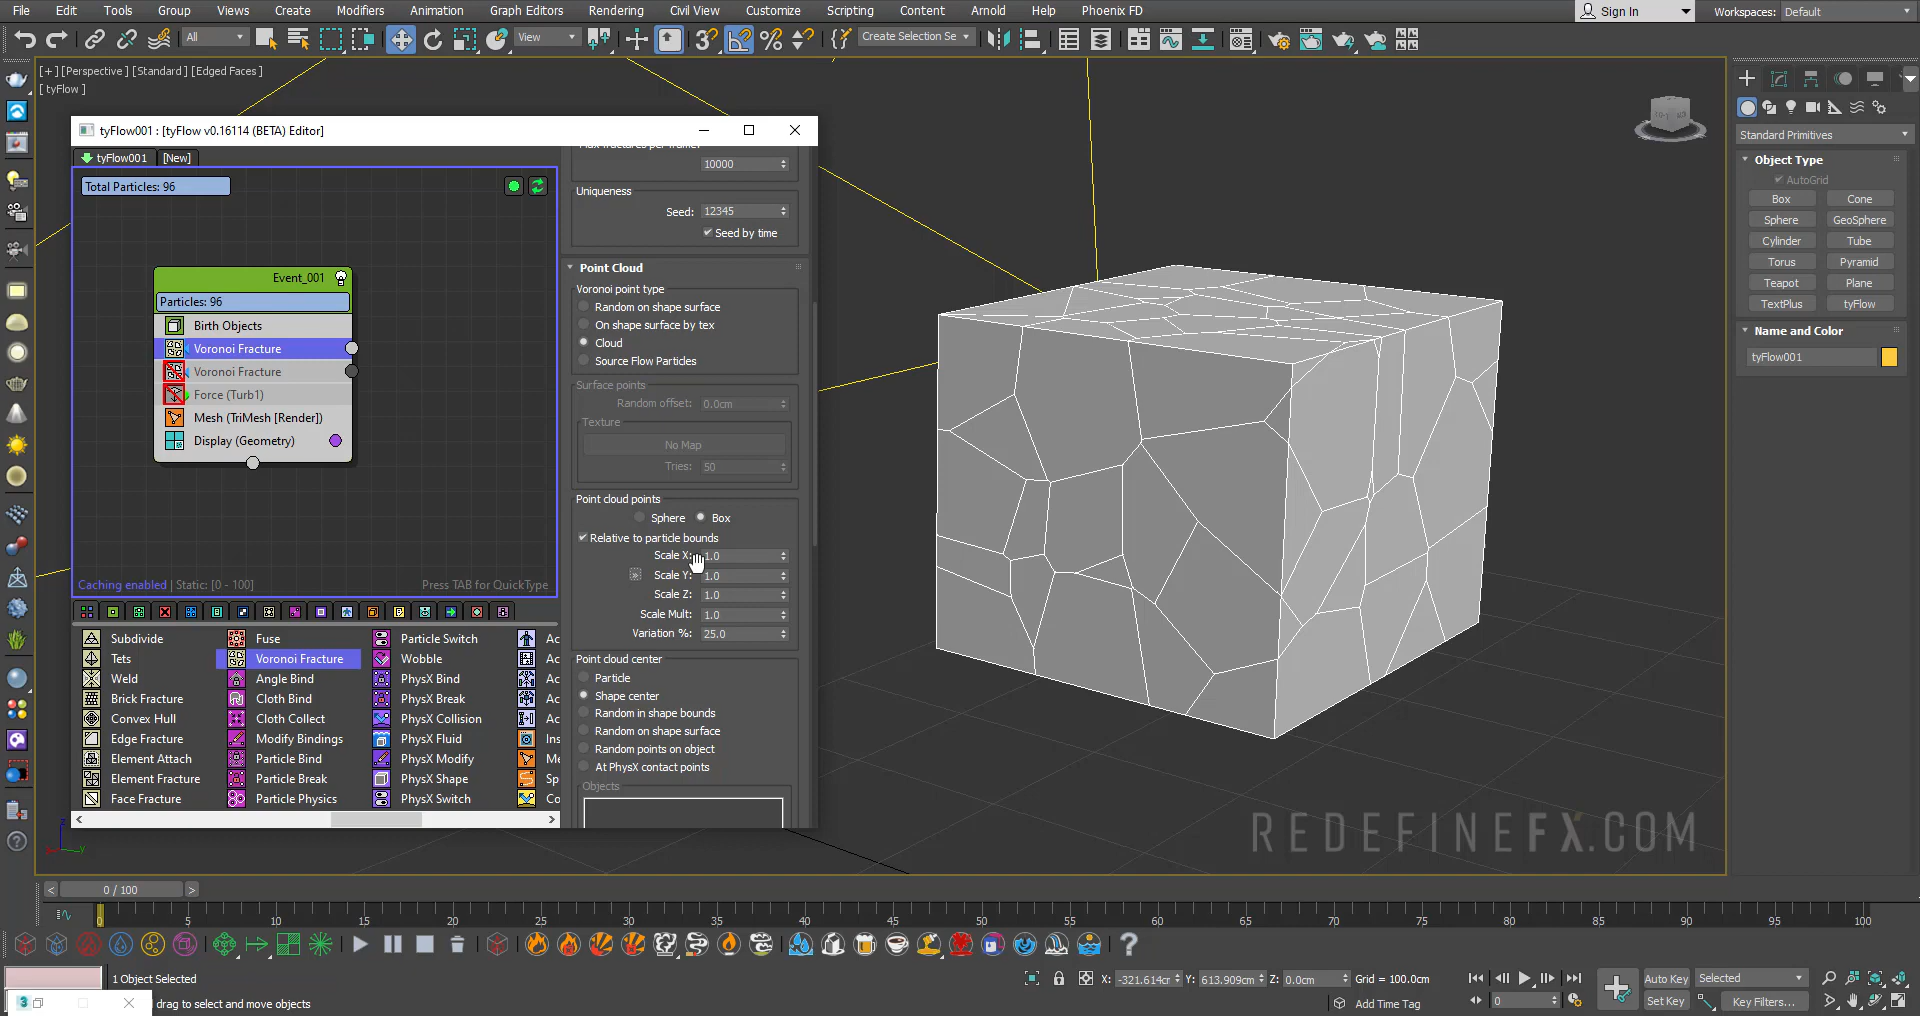 File Edit Tools Group Views Create Modifiers Animation Graph Editors Rendering Civil View Customize Scripting Content Arnold Help Phoenix FD Sign In Workspaces: Default
All View Create Selection Se
[+] [Perspective] [Standard] [Edged Faces]
[tyFlow]
tyFlow001 : [tyFlow v0.16114 (BETA) Editor]
tyFlow001 [New]
Total Particles: 96
Event_001
Particles: 96
Birth Objects
Voronoi Fracture
Voronoi Fracture
Force (Turb1)
Mesh (TriMesh [Render])
Display (Geometry)
Caching enabled | Static: [0 - 100] Press TAB for QuickType
Subdivide Fuse Particle Switch Ac
Tets Voronoi Fracture Wobble Ac
Weld Angle Bind PhysX Bind Ac
Brick Fracture Cloth Bind PhysX Break Ac
Convex Hull Cloth Collect PhysX Collision Ac
Edge Fracture Modify Bindings PhysX Fluid Ins
Element Attach Particle Bind PhysX Modify Me
Element Fracture Particle Break PhysX Shape Sp
Face Fracture Particle Physics PhysX Switch Co
Max fractures per frame:
10000
Uniqueness
Seed: 12345
Seed by time
Point Cloud
Voronoi point type
Random on shape surface
On shape surface by tex
Cloud
Source Flow Particles
Surface points
Random offset: 0.0cm
Texture
No Map
Tries: 50
Point cloud points
Sphere Box
Relative to particle bounds
Scale X: 1.0
Scale Y: 1.0
Scale Z: 1.0
Scale Mult: 1.0
Variation %: 25.0
Point cloud center
Particle
Shape center
Random in shape bounds
Random on shape surface
Random points on object
At PhysX contact points
Objects
REDEFINEFX.COM
Standard Primitives
Object Type
AutoGrid
Box Cone
Sphere GeoSphere
Cylinder Tube
Torus Pyramid
Teapot Plane
TextPlus tyFlow
Name and Color
tyFlow001
0 / 100
0 5 10 15 20 25 30 35 40 45 50 55 60 65 70 75 80 85 90 95 100
1 Object Selected
X: -321.614cr Y: 613.909cm Z: 0.0cm Grid = 100.0cm
Auto Key Selected
drag to select and move objects
Add Time Tag
0
Set Key Key Filters...